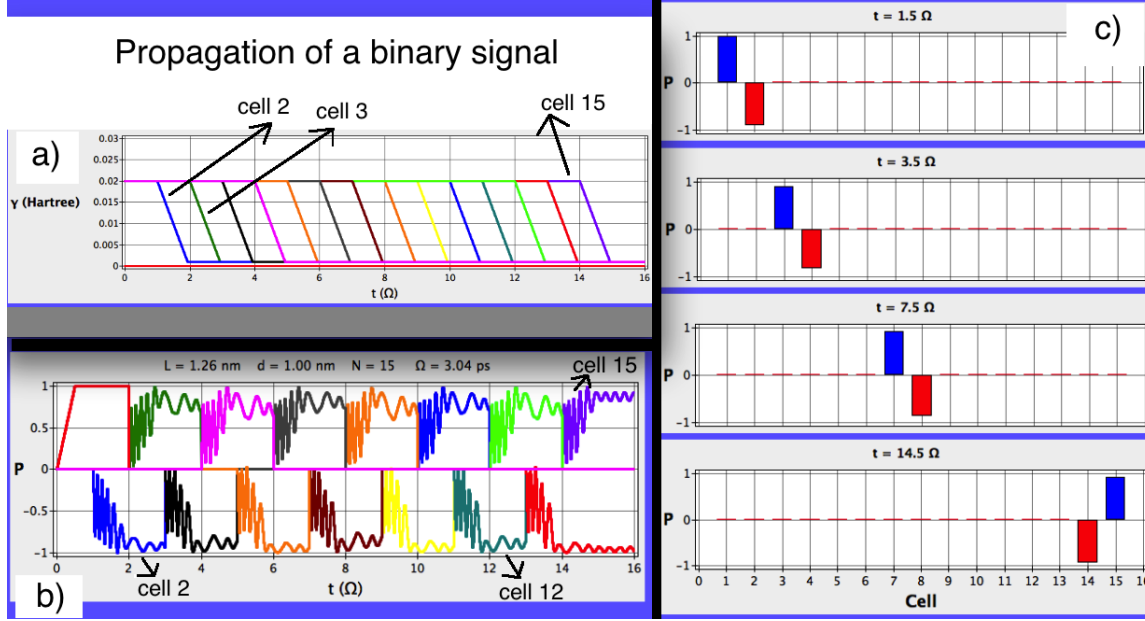 Propagation of a binary signal
cell 2
cell 3
cell 15
a)
0.03
0.025
0.02
0.015
0.01
0.005
0
γ (Hartree)
0 2 4 6 8 10 12 14 16
t (Ω)
L = 1.26 nm d = 1.00 nm N = 15 Ω = 3.04 ps
cell 15
1
0.5
P 0
-0.5
-1
0 2 4 6 8 10 12 14 16
cell 2
t (Ω)
cell 12
b)
t = 1.5 Ω
c)
1
P 0
-1
t = 3.5 Ω
1
P 0
-1
t = 7.5 Ω
1
P 0
-1
t = 14.5 Ω
1
P 0
-1
0 1 2 3 4 5 6 7 8 9 10 11 12 13 14 15 16
Cell